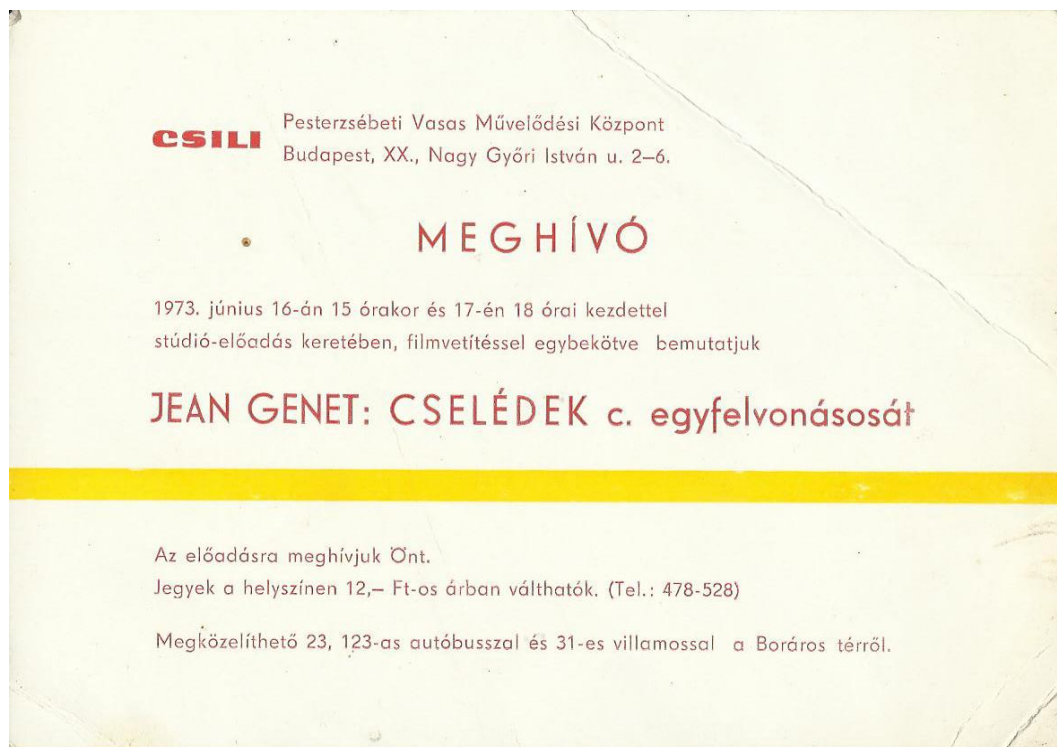 CSILI
Pesterzsébeti Vasas Művelődési Központ
Budapest, XX., Nagy Győri István u. 2–6.
MEGHÍVÓ
1973. június 16-án 15 órakor és 17-én 18 órai kezdettel
stúdió-előadás keretében, filmvetítéssel egybekötve bemutatjuk
JEAN GENET: CSELÉDEK c. egyfelvonásosát
Az előadásra meghívjuk Önt.
Jegyek a helyszínen 12,– Ft-os árban válthatók. (Tel.: 478-528)
Megközelíthető 23, 123-as autóbusszal és 31-es villamossal a Boráros térről.